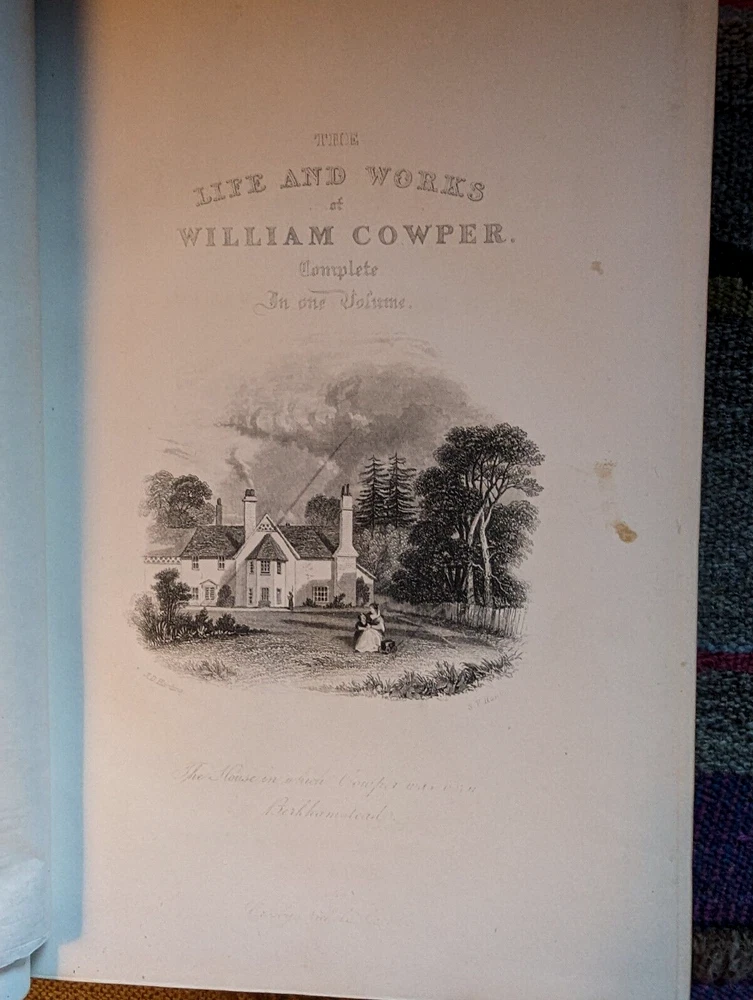 THE
LIFE AND WORKS
of
WILLIAM COWPER.
Complete
In one Volume.
The House in which Cowper was born
Berkhamstead.